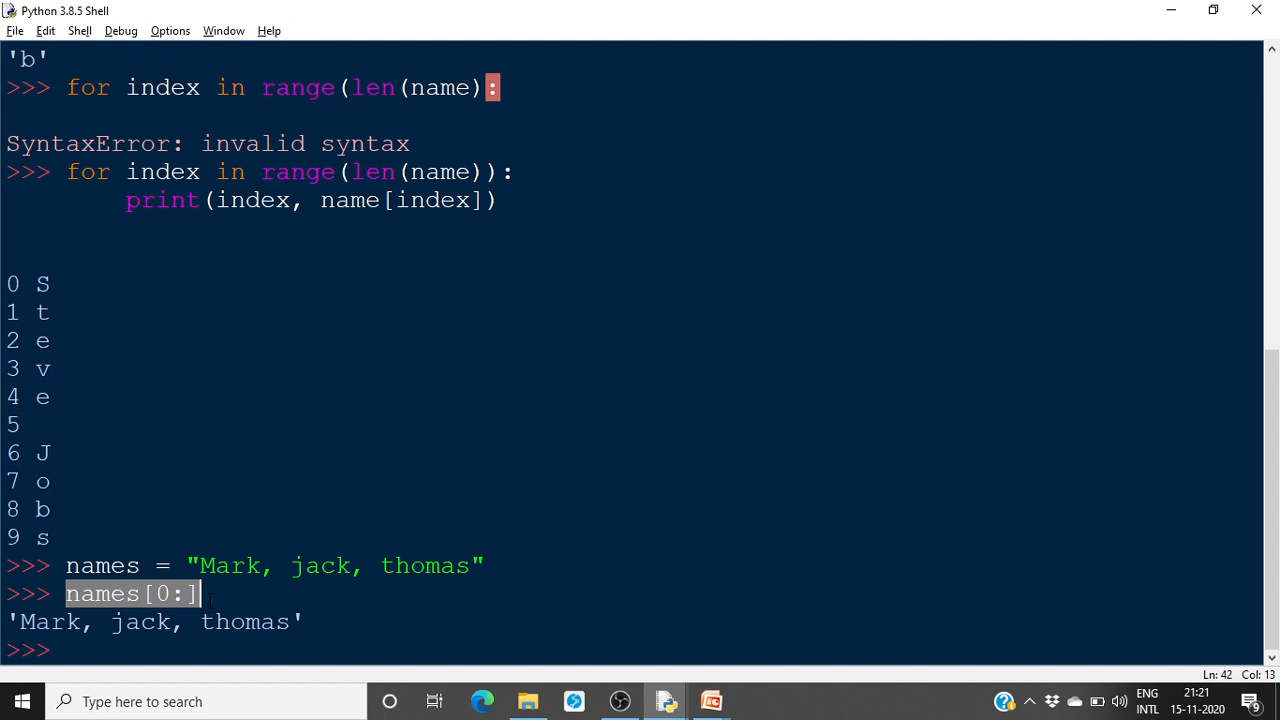 Python 3.8.5 Shell
File Edit Shell Debug Options Window Help
'b'
>>> for index in range(len(name):
SyntaxError: invalid syntax
>>> for index in range(len(name)):
print(index, name[index])
0 S
1 t
2 e
3 v
4 e
5
6 J
7 o
8 b
9 s
>>> names = "Mark, jack, thomas"
>>> names[0:]
'Mark, jack, thomas'
>>>
Ln: 42 Col: 13
Type here to search
ENG
INTL
21:21
15-11-2020
9